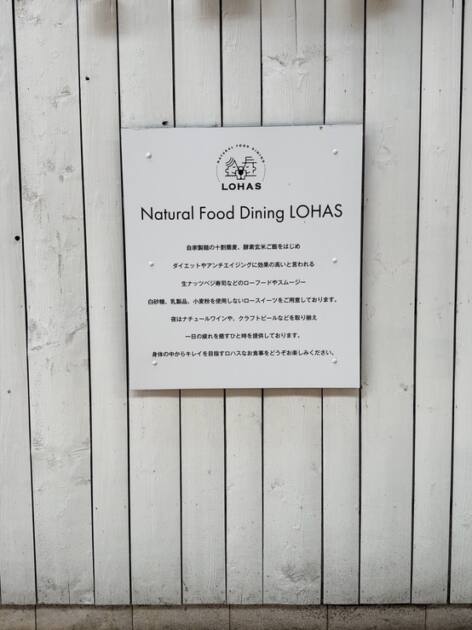 NATURAL FOOD DINING
LOHAS
Natural Food Dining LOHAS
自家製麺の十割蕎麦、酵素玄米ご飯をはじめ
ダイエットやアンチエイジングに効果の高いと言われる
生ナッツベジ寿司などのローフードやスムージー
白砂糖、乳製品、小麦粉を使用しないロースイーツをご用意しております。
夜はナチュールワインや、クラフトビールなどを取り揃え
一日の疲れを癒すひと時を提供しております。
身体の中からキレイを目指すロハスなお食事をどうぞお楽しみください。